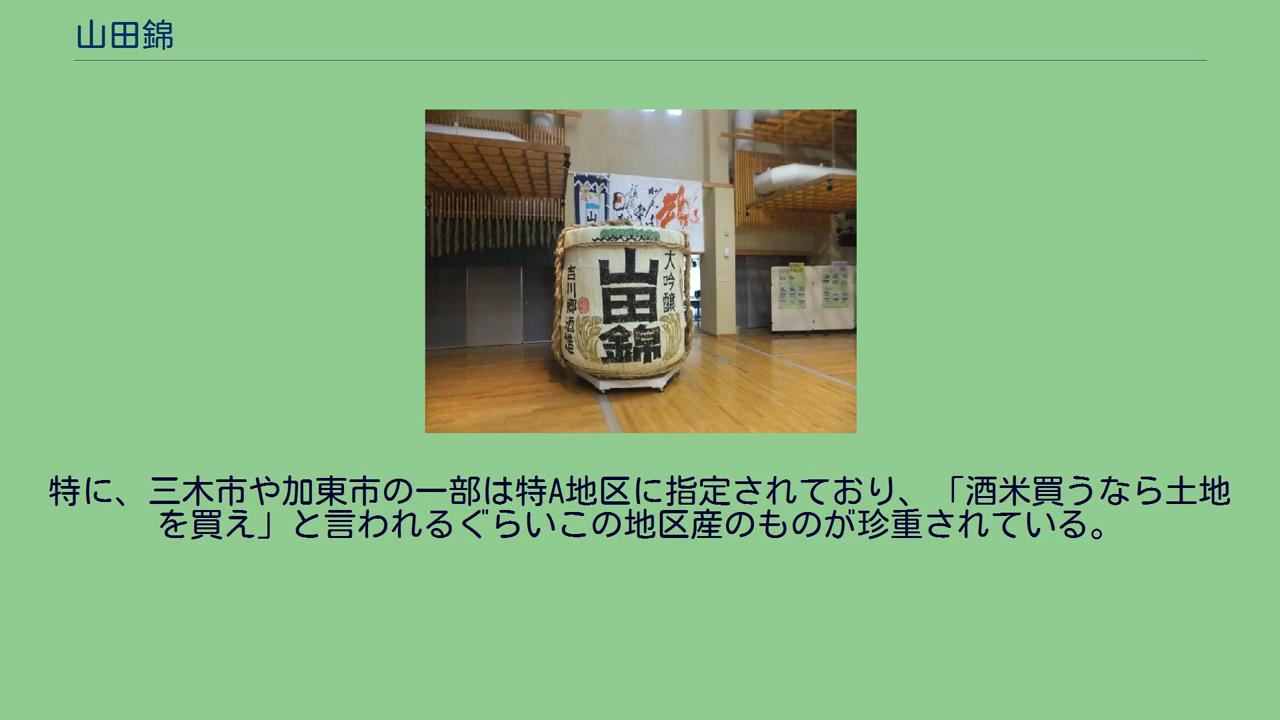 山田錦
山
大吟醸
山田錦
吉川郷酒造
特に、三木市や加東市の一部は特A地区に指定されており、「酒米買うなら土地
を買え」と言われるぐらいこの地区産のものが珍重されている。